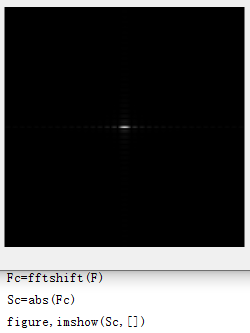 Fc=fftshift(F)
Sc=abs(Fc)
figure,imshow(Sc,[])